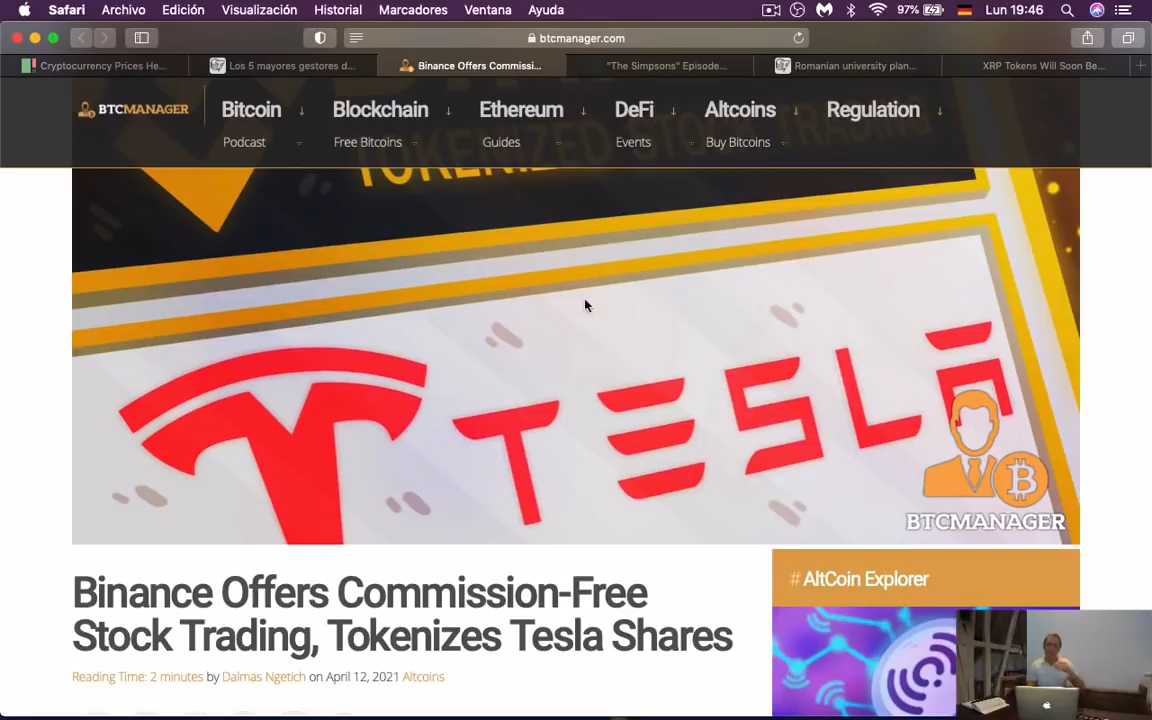 Safari Archivo Edición Visualización Historial Marcadores Ventana Ayuda 97% Lun 19:46
btcmanager.com
Cryptocurrency Prices He... Los 5 mayores gestores d... Binance Offers Commissi... "The Simpsons" Episode... Romanian university plan... XRP Tokens Will Soon Be...
BTCMANAGER Bitcoin Blockchain Ethereum DeFi Altcoins Regulation
Podcast Free Bitcoins Guides Events Buy Bitcoins
TOKENIZED STOCK TRADING
TESLA
BTCMANAGER
Binance Offers Commission-Free
Stock Trading, Tokenizes Tesla Shares
# AltCoin Explorer
Reading Time: 2 minutes by Dalmas Ngetich on April 12, 2021 Altcoins